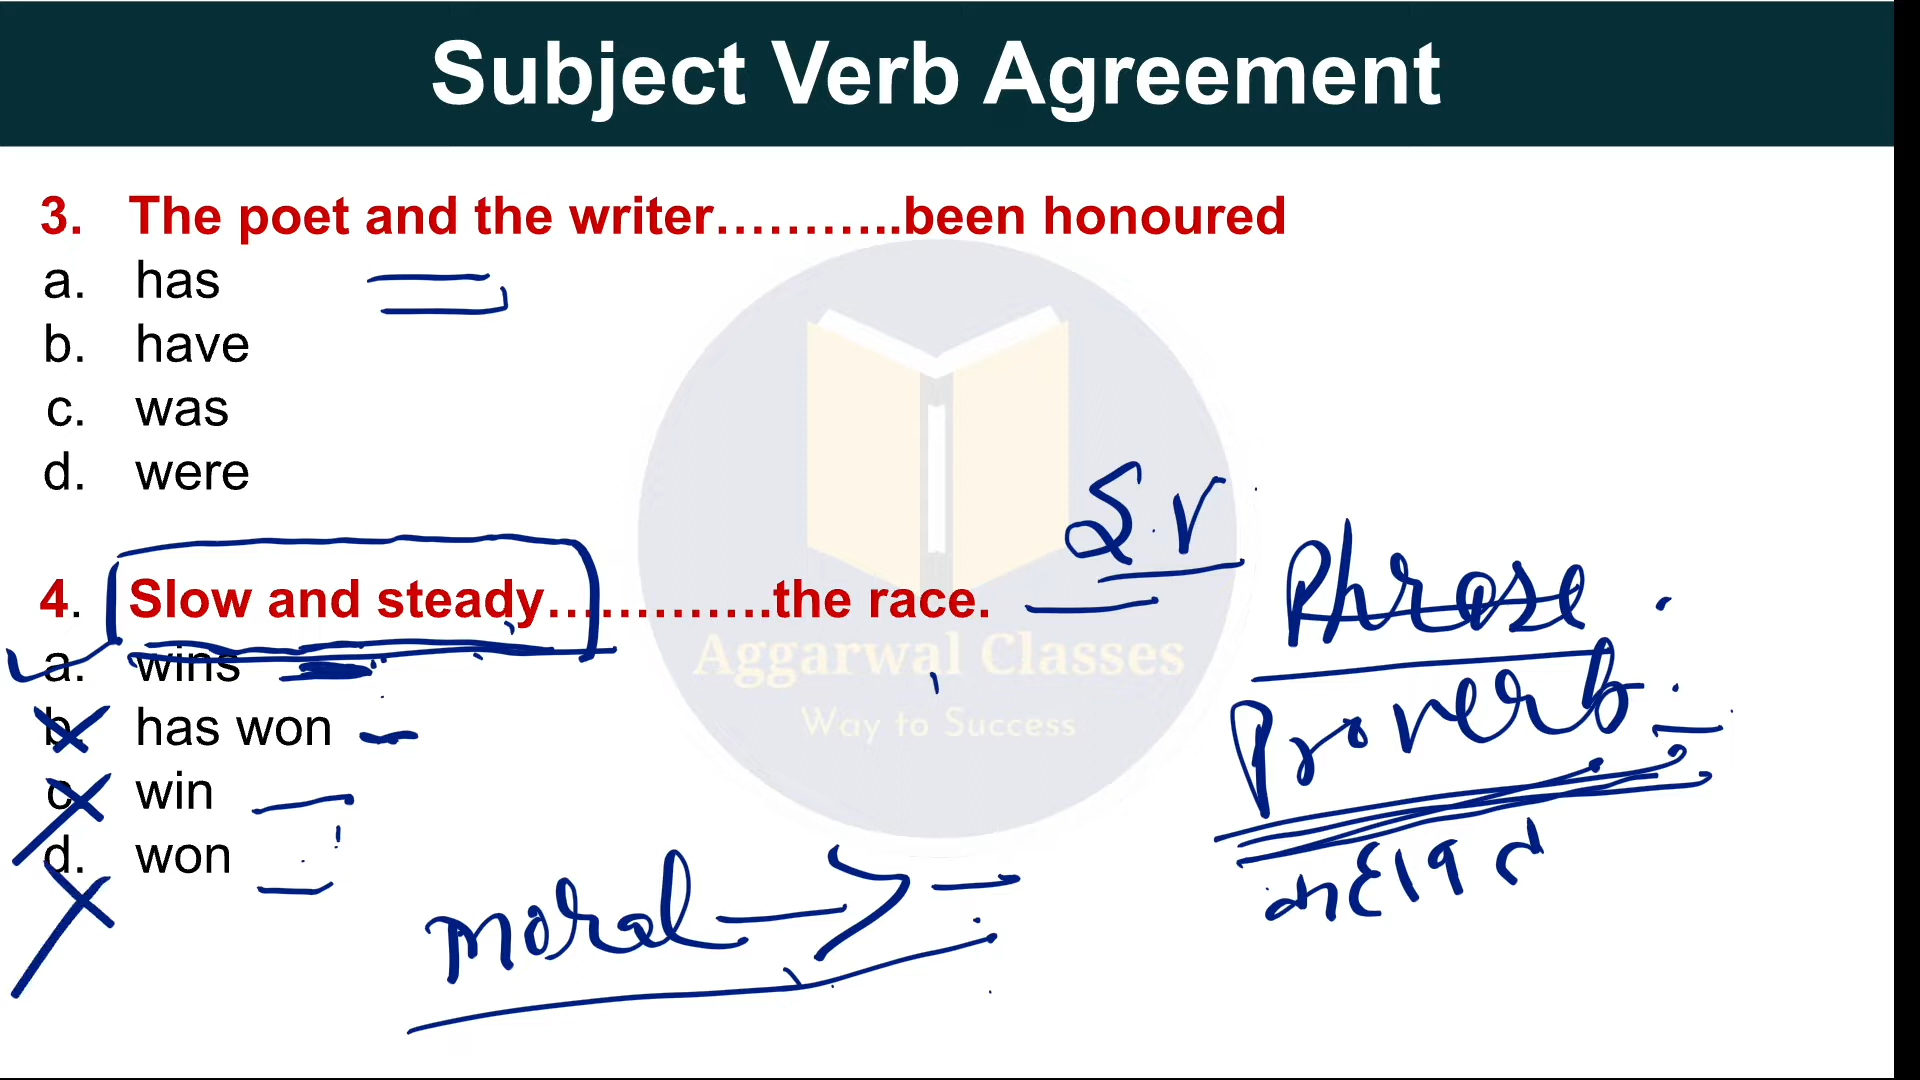 Subject Verb Agreement
3. The poet and the writer………..been honoured
a. has
b. have
c. was
d. were
S.V
Phrase.
4. Slow and steady………….the race.
a. wins
Aggarwal Classes
Proverb.
b. has won
Way to Success
c. win
d. won
moral